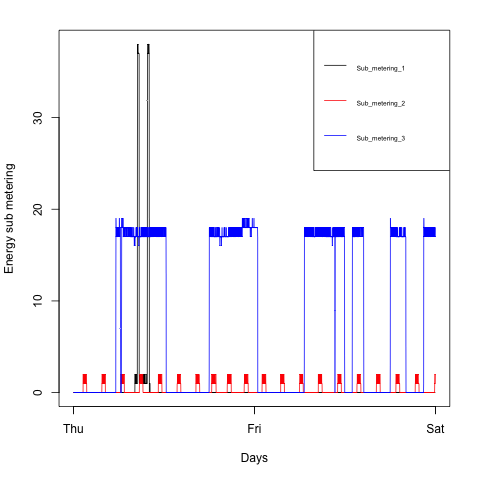 Sub_metering_1
Sub_metering_2
Sub_metering_3
Energy sub metering
30
20
10
0
Thu Fri Sat
Days